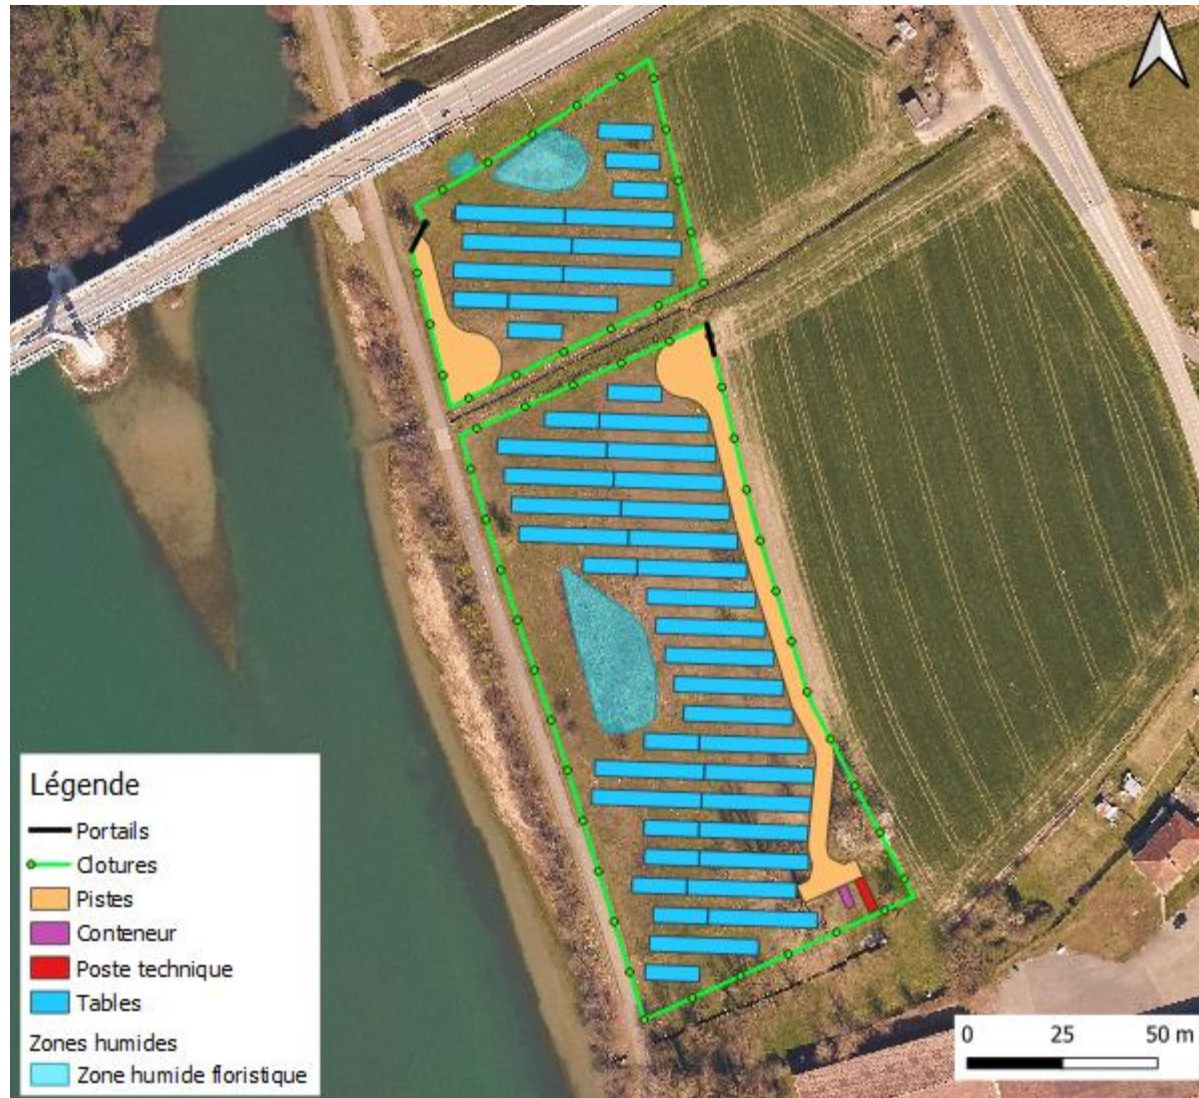 Légende
Portails
Clotures
Pistes
Conteneur
Poste technique
Tables
Zones humides
Zone humide floristique
0 25 50 m